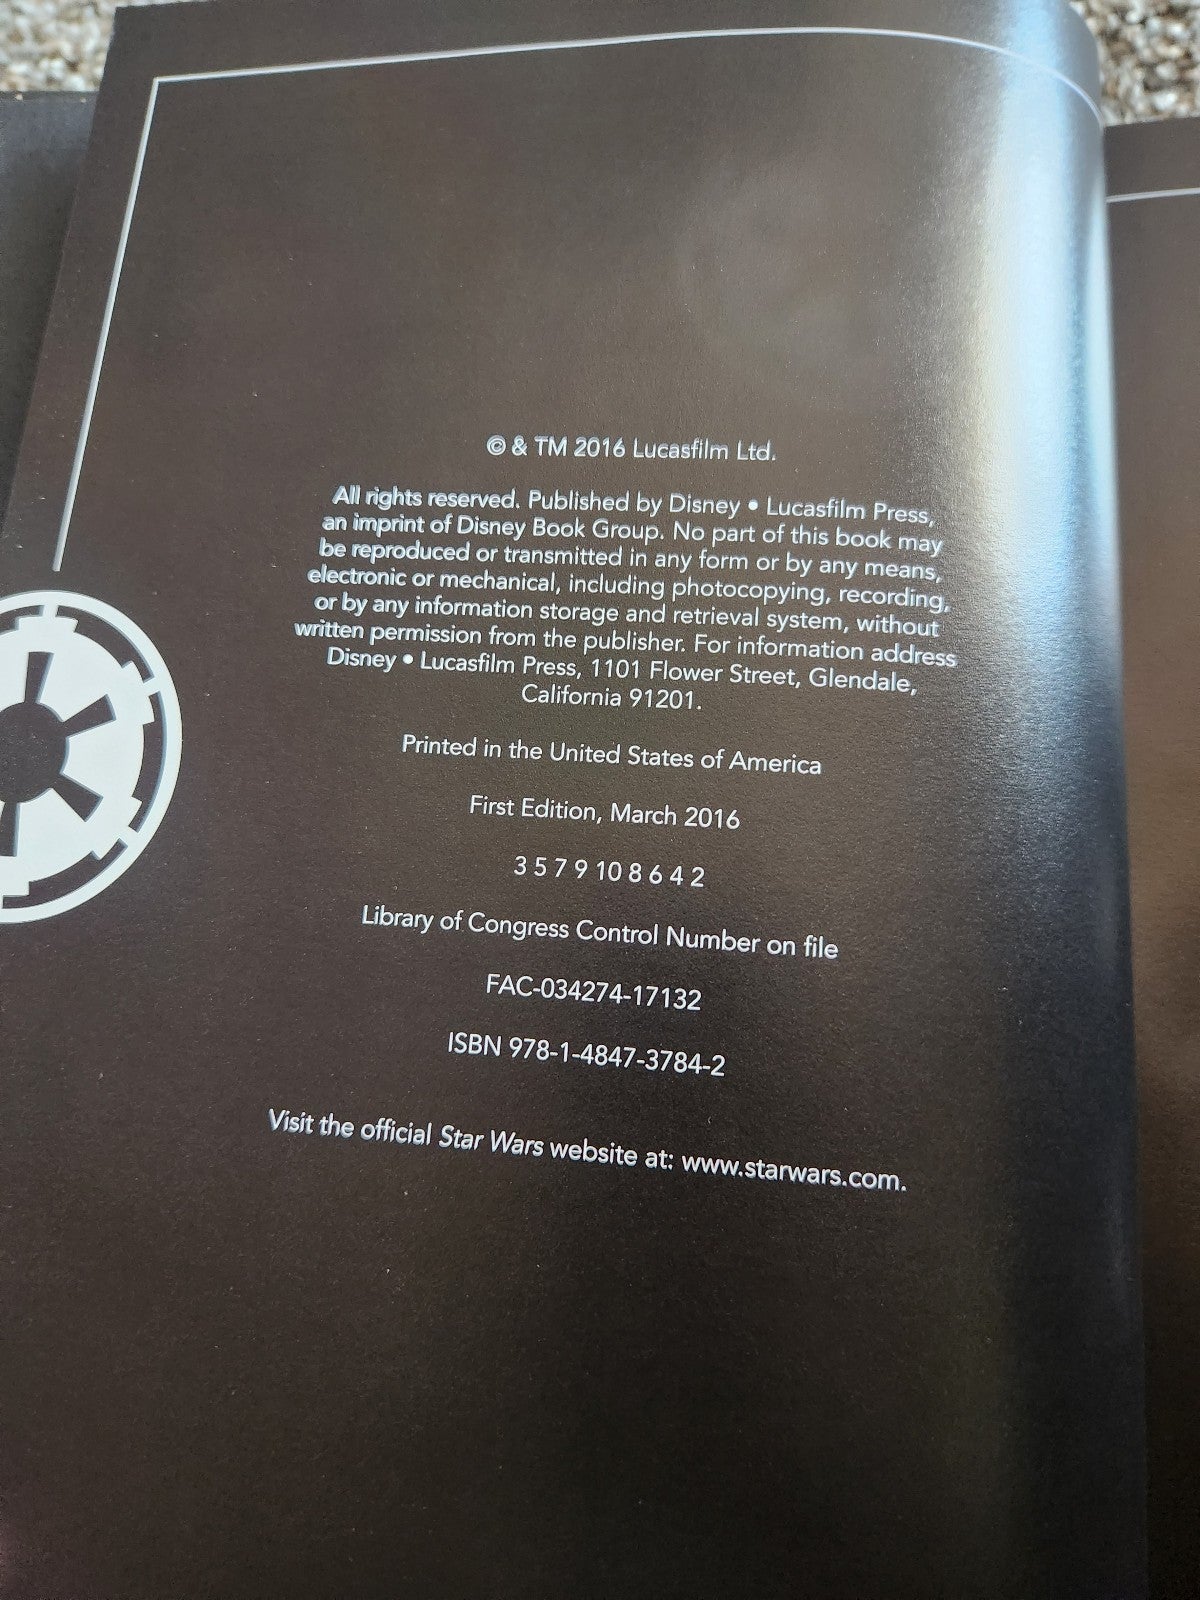 © & TM 2016 Lucasfilm Ltd.
All rights reserved. Published by Disney • Lucasfilm Press,
an imprint of Disney Book Group. No part of this book may
be reproduced or transmitted in any form or by any means,
electronic or mechanical, including photocopying, recording,
or by any information storage and retrieval system, without
written permission from the publisher. For information address
Disney • Lucasfilm Press, 1101 Flower Street, Glendale,
California 91201.
Printed in the United States of America
First Edition, March 2016
3 5 7 9 10 8 6 4 2
Library of Congress Control Number on file
FAC-034274-17132
ISBN 978-1-4847-3784-2
Visit the official Star Wars website at: www.starwars.com.